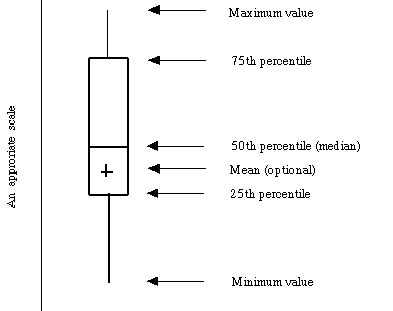 Maximum value
75th percentile
50th percentile (median)
Mean (optional)
25th percentile
Minimum value
An approriate scale